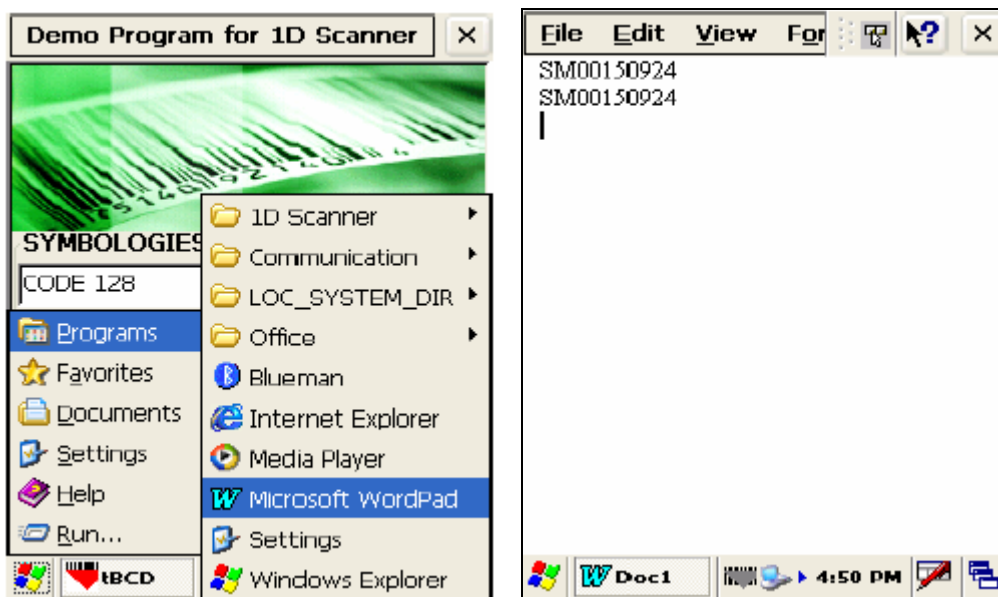 Demo Program for 1D Scanner
SYMBOLOGIES
CODE 128
Programs
Favorites
Documents
Settings
Help
Run...
1D Scanner
Communication
LOC_SYSTEM_DIR
Office
Blueman
Internet Explorer
Media Player
Microsoft WordPad
Settings
Windows Explorer
tBCD
File Edit View For
SM00150924
SM00150924
Doc1
4:50 PM